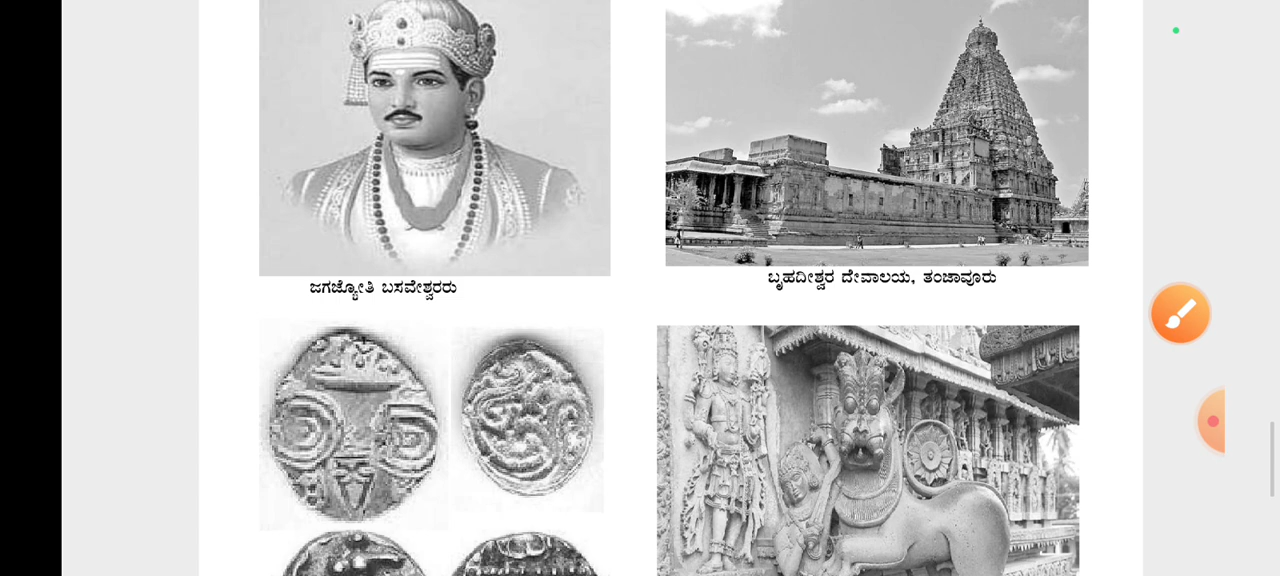 ಜಗಜ್ಯೋತಿ ಬಸವೇಶ್ವರರು
ಬೃಹದೀಶ್ವರ ದೇವಾಲಯ, ತಂಜಾವೂರು